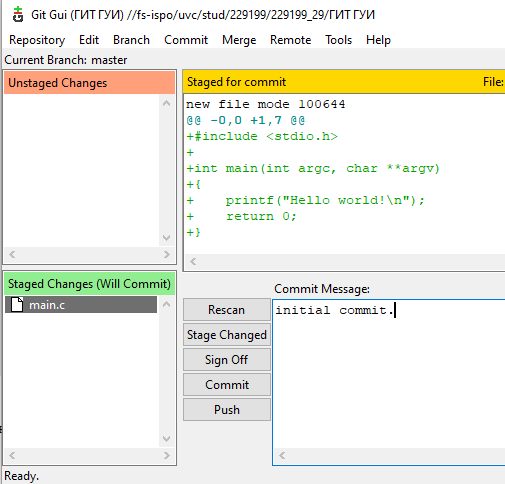 Git Gui (ГИТ ГУИ) //fs-ispo/uvc/stud/229199/229199_29/ГИТ ГУИ
Repository Edit Branch Commit Merge Remote Tools Help
Current Branch: master
Unstaged Changes
Staged for commit File:
new file mode 100644
@@ -0,0 +1,7 @@
+#include <stdio.h>
+
+int main(int argc, char **argv)
+{
+    printf("Hello world!\n");
+    return 0;
+}
Staged Changes (Will Commit)
main.c
Commit Message:
Rescan
Stage Changed
Sign Off
Commit
Push
initial commit.
Ready.